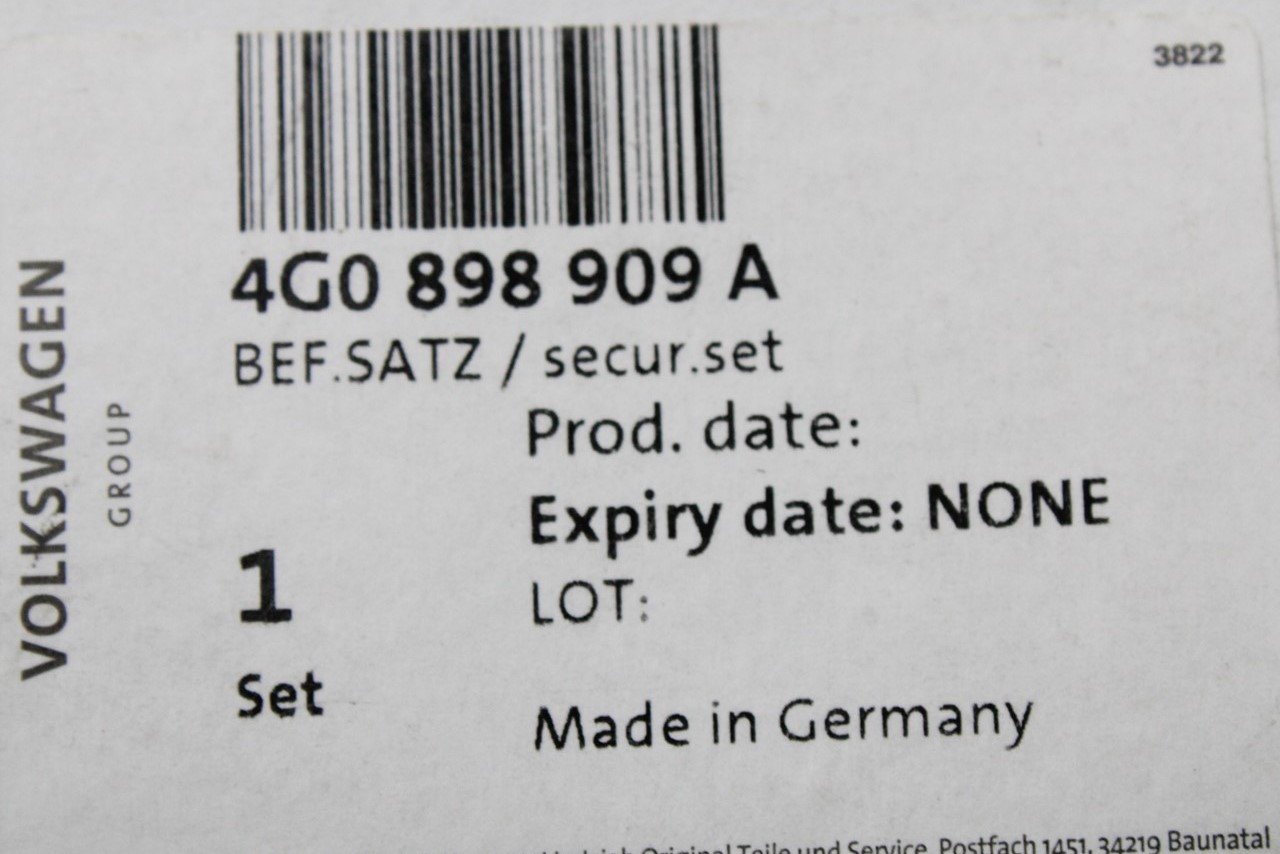 3822
4G0 898 909 A
BEF.SATZ / secur.set
Prod. date:
Expiry date: NONE
LOT:
1
Set
Made in Germany
VOLKSWAGEN
GROUP
Original Teile und Service, Postfach 1451, 34219 Baunatal